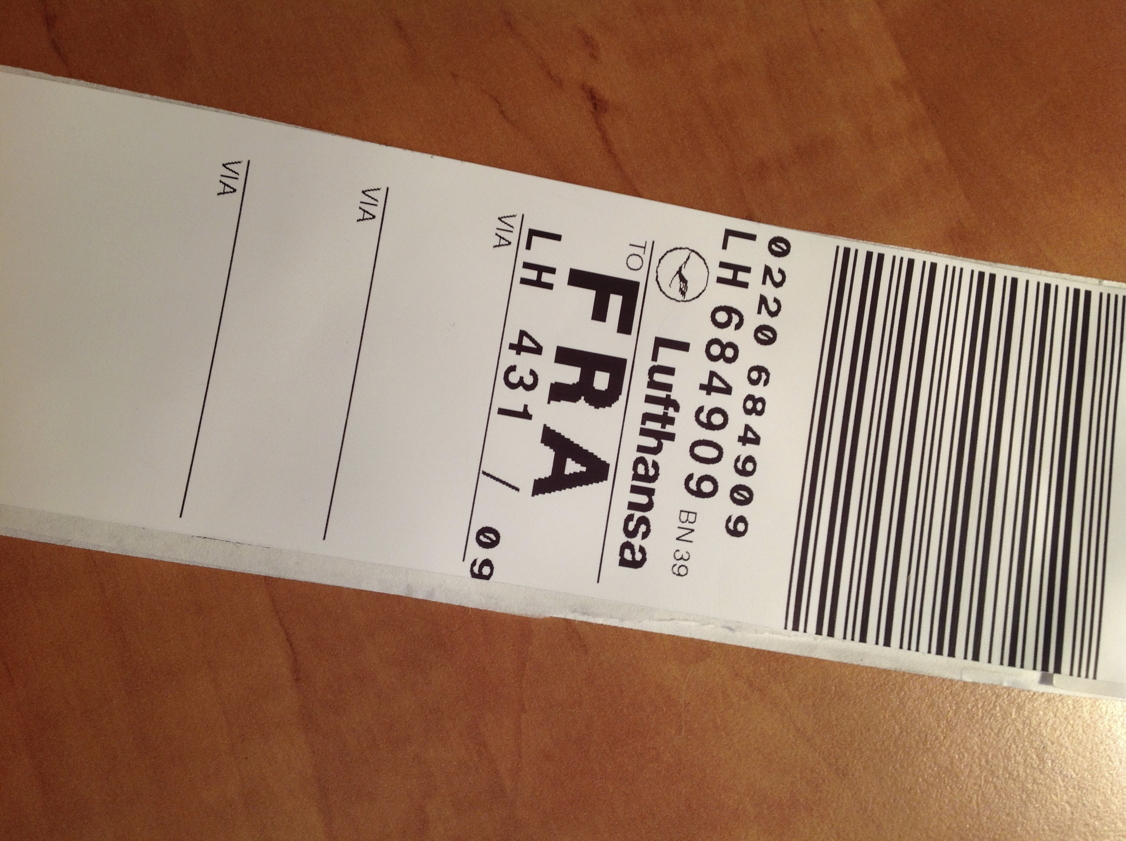 0220 684909
LH 684909 BN 39
Lufthansa
TO
FRA
LH 431 / 09
VIA
VIA
VIA